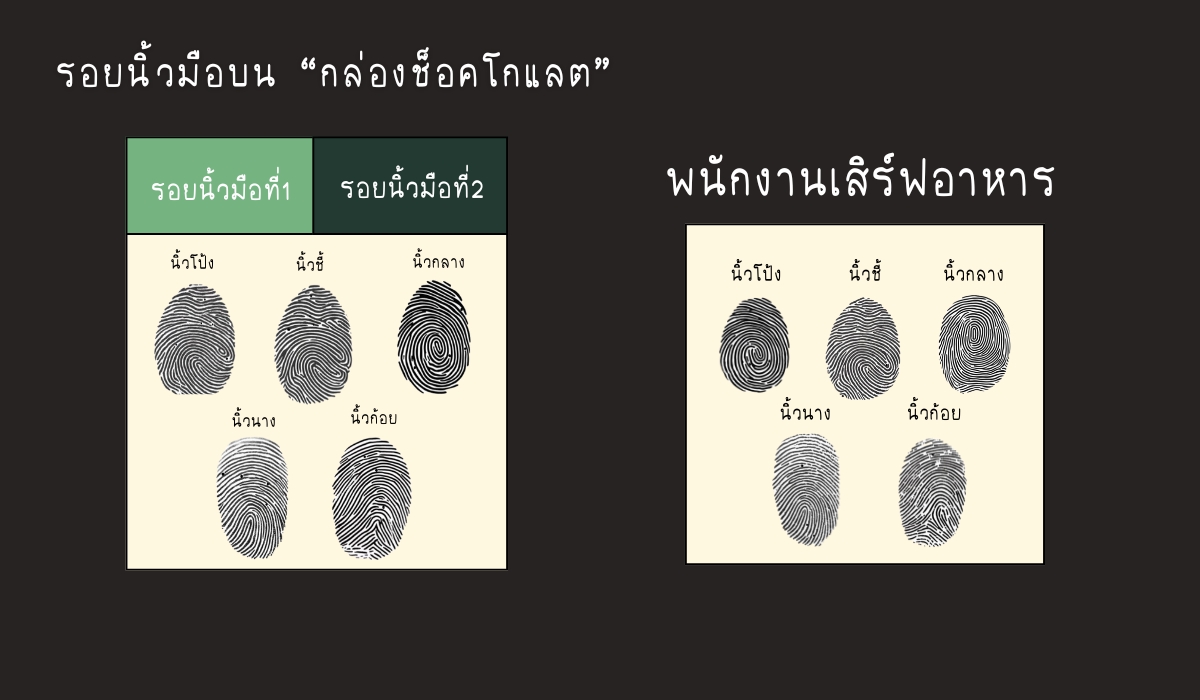 รอยนิ้วมือบน “กล่องช็อคโกแลต”
รอยนิ้วมือที่1
รอยนิ้วมือที่2
นิ้วโป้ง
นิ้วชี้
นิ้วกลาง
นิ้วนาง
นิ้วก้อย
พนักงานเสิร์ฟอาหาร
นิ้วโป้ง
นิ้วชี้
นิ้วกลาง
นิ้วนาง
นิ้วก้อย